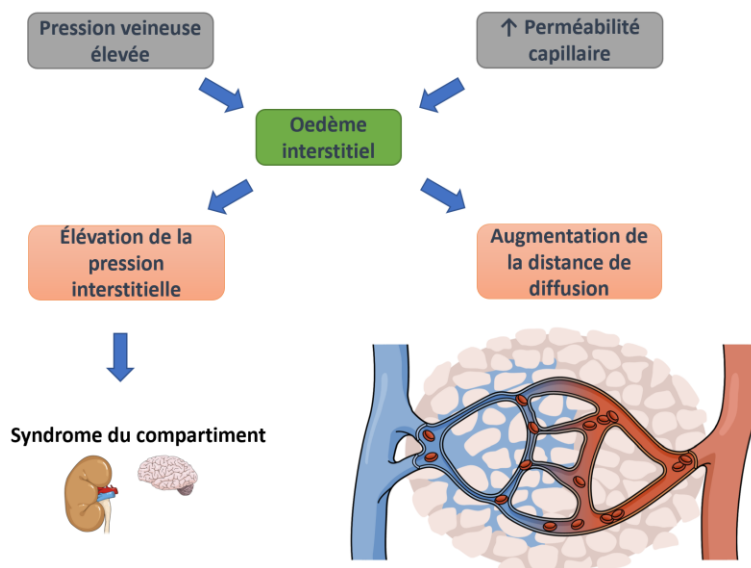 Pression veineuse
élevée
↑ Perméabilité
capillaire
Oedème
interstitiel
Élévation de la
pression
interstitielle
Augmentation de
la distance de
diffusion
Syndrome du compartiment